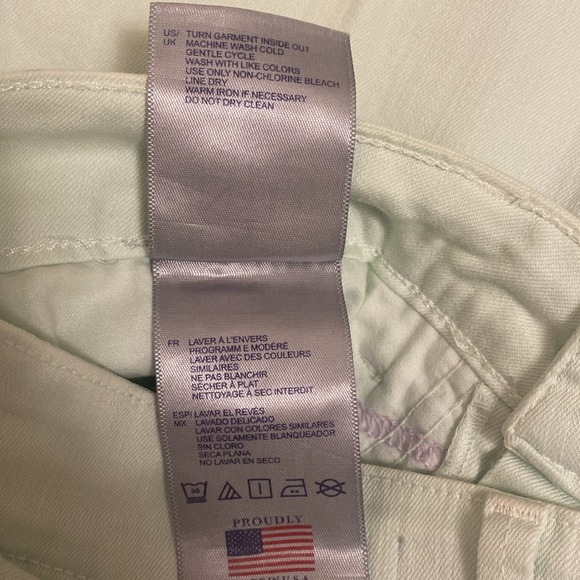 US/ TURN GARMENT INSIDE OUT
UK MACHINE WASH COLD
GENTLE CYCLE
WASH WITH LIKE COLORS
USE ONLY NON-CHLORINE BLEACH
LINE DRY
WARM IRON IF NECESSARY
DO NOT DRY CLEAN
FR LAVER À L'ENVERS
PROGRAMM E MODÉRÉ
LAVER AVEC DES COULEURS
SIMILAIRES
NE PAS BLANCHIR
SÉCHER À PLAT
NETTOYAGE À SEC INTERDIT
ESP/ LAVAR EL REVÉS
MX LAVADO DELICADO
LAVAR CON COLORES SIMILARES
USE SOLAMENTE BLANQUEADOR
SIN CLORO
SECA PLANA
NO LAVAR EN SECO
30
PROUDLY
U.S.A